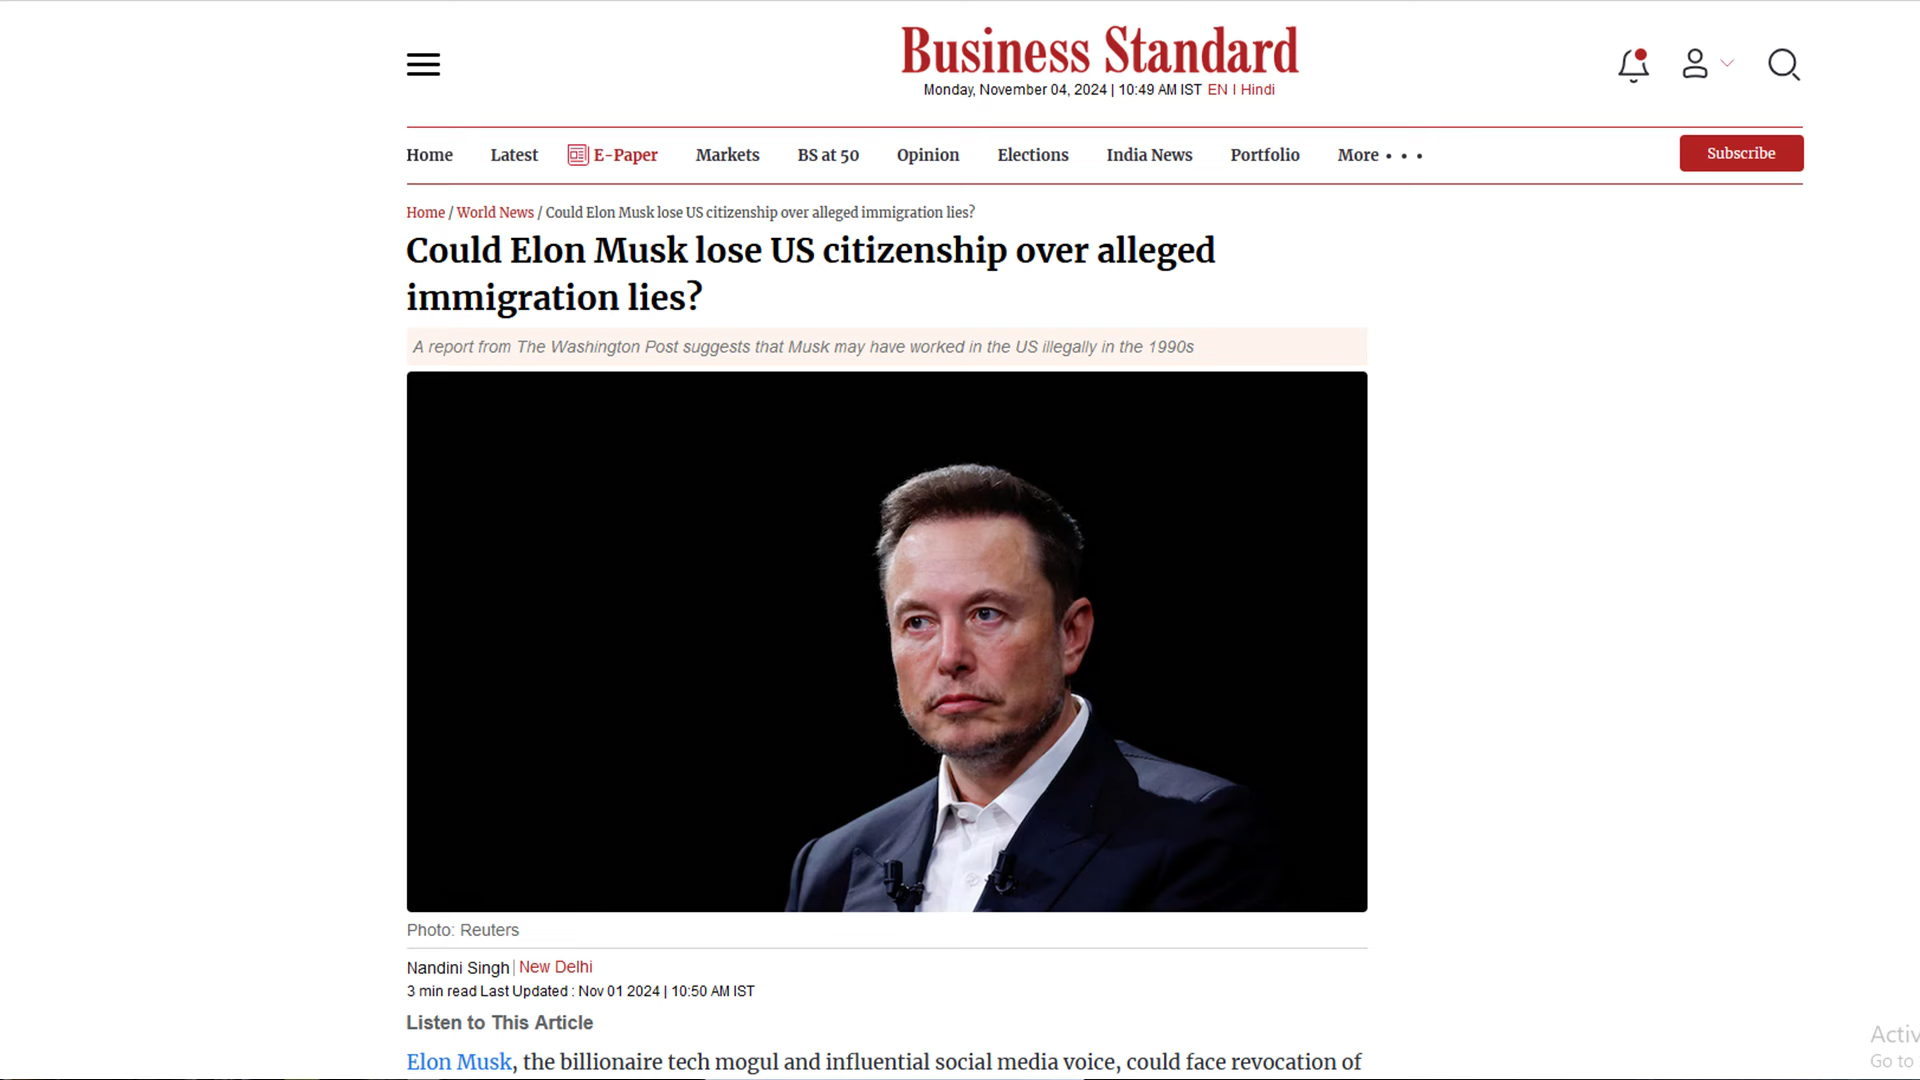 Business Standard
Monday, November 04, 2024 | 10:49 AM IST EN I Hindi
Home Latest E-Paper Markets BS at 50 Opinion Elections India News Portfolio More • • • Subscribe
Home / World News / Could Elon Musk lose US citizenship over alleged immigration lies?
Could Elon Musk lose US citizenship over alleged
immigration lies?
A report from The Washington Post suggests that Musk may have worked in the US illegally in the 1990s
Photo: Reuters
Nandini Singh | New Delhi
3 min read Last Updated : Nov 01 2024 | 10:50 AM IST
Listen to This Article
Elon Musk, the billionaire tech mogul and influential social media voice, could face revocation of
Go to